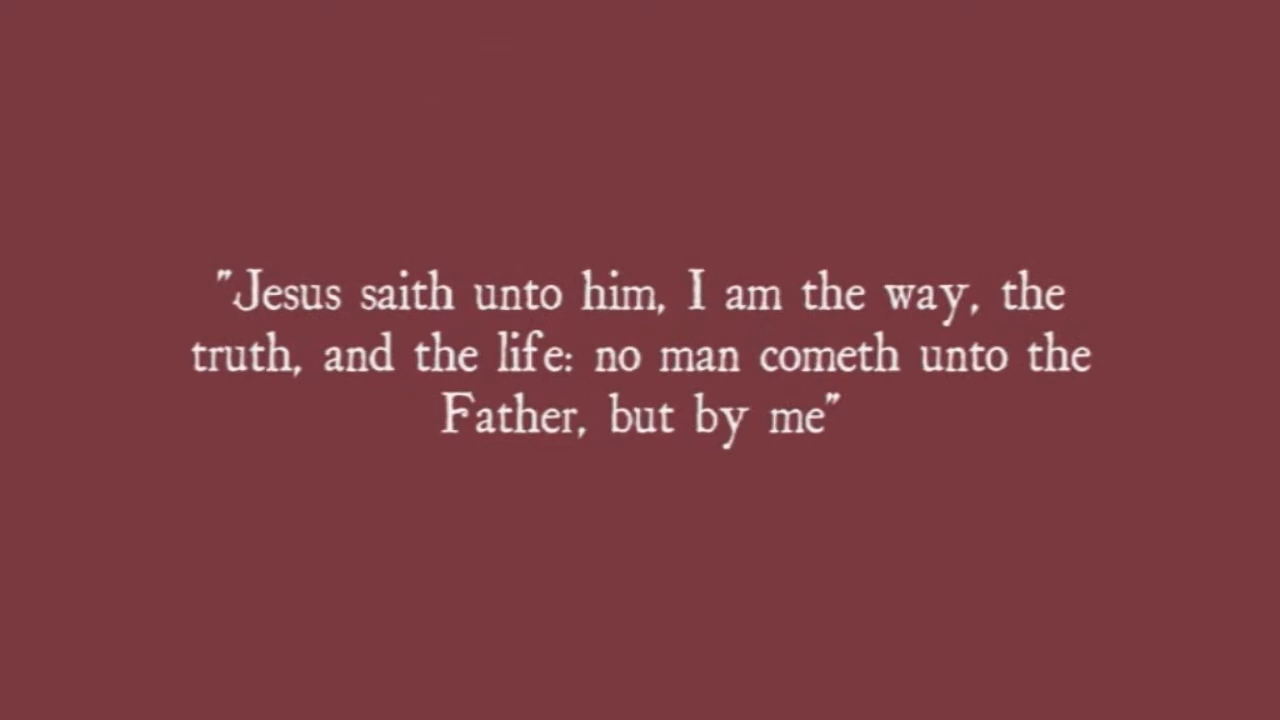 "Jesus saith unto him, I am the way, the
truth, and the life: no man cometh unto the
Father, but by me"